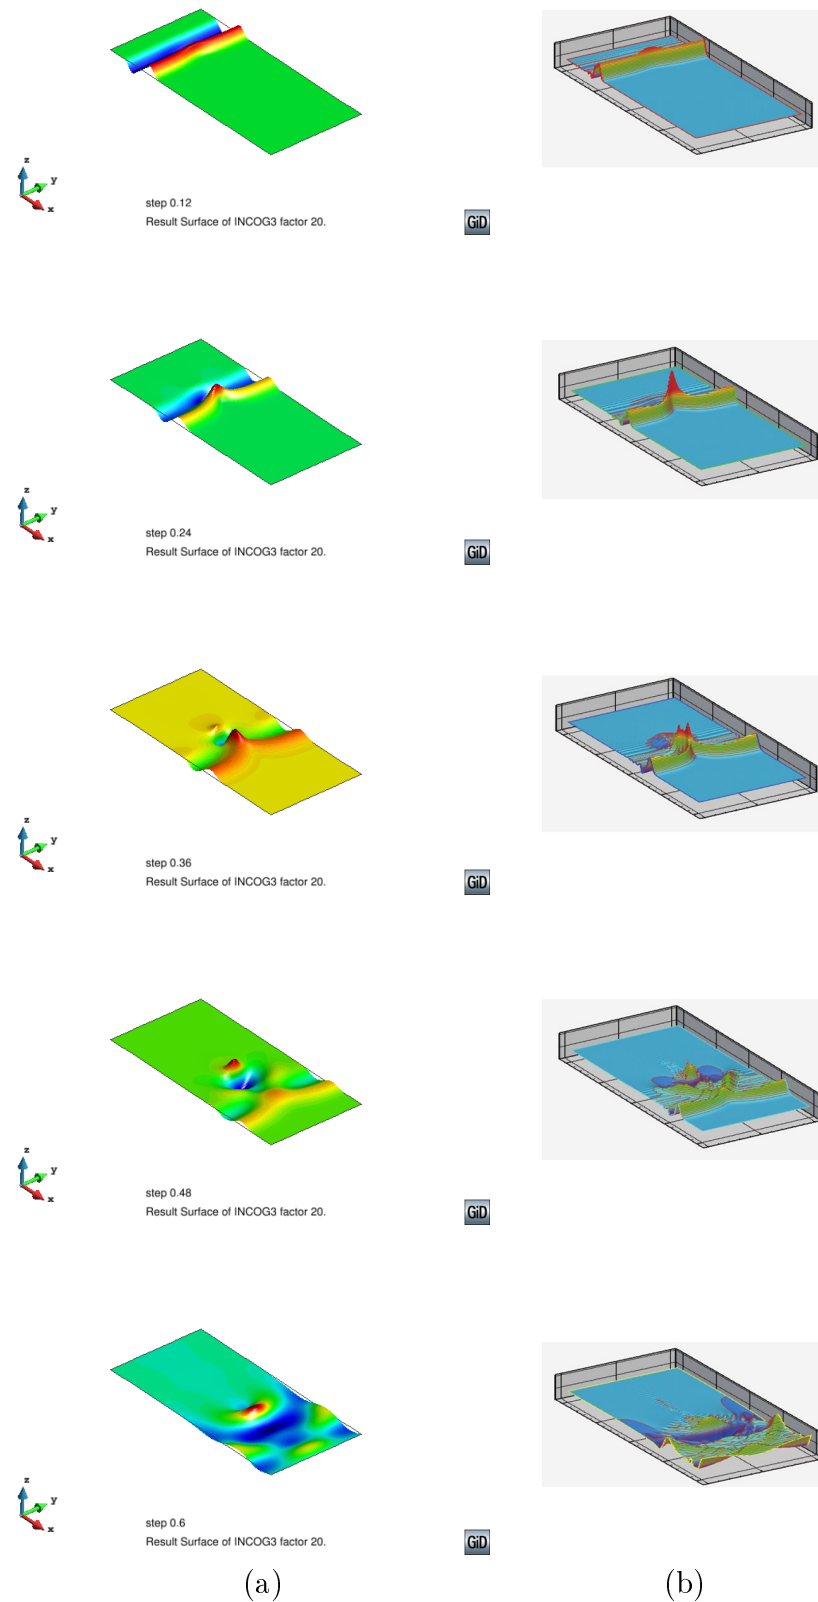 z
y
x
step 0.12
Result Surface of INCOG3 factor 20.
GiD
z
y
x
step 0.24
Result Surface of INCOG3 factor 20.
GiD
z
y
x
step 0.36
Result Surface of INCOG3 factor 20.
GiD
z
y
x
step 0.48
Result Surface of INCOG3 factor 20.
GiD
z
y
x
step 0.6
Result Surface of INCOG3 factor 20.
GiD
(a) (b)